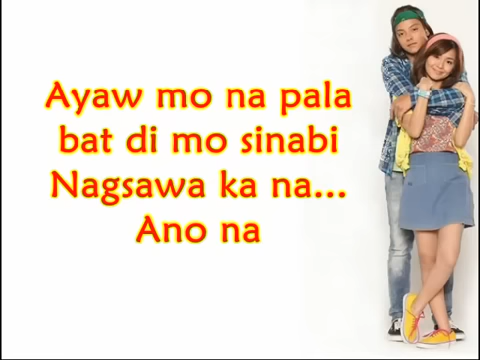 Ayaw mo na pala
bat di mo sinabi
Nagsawa ka na...
Ano na